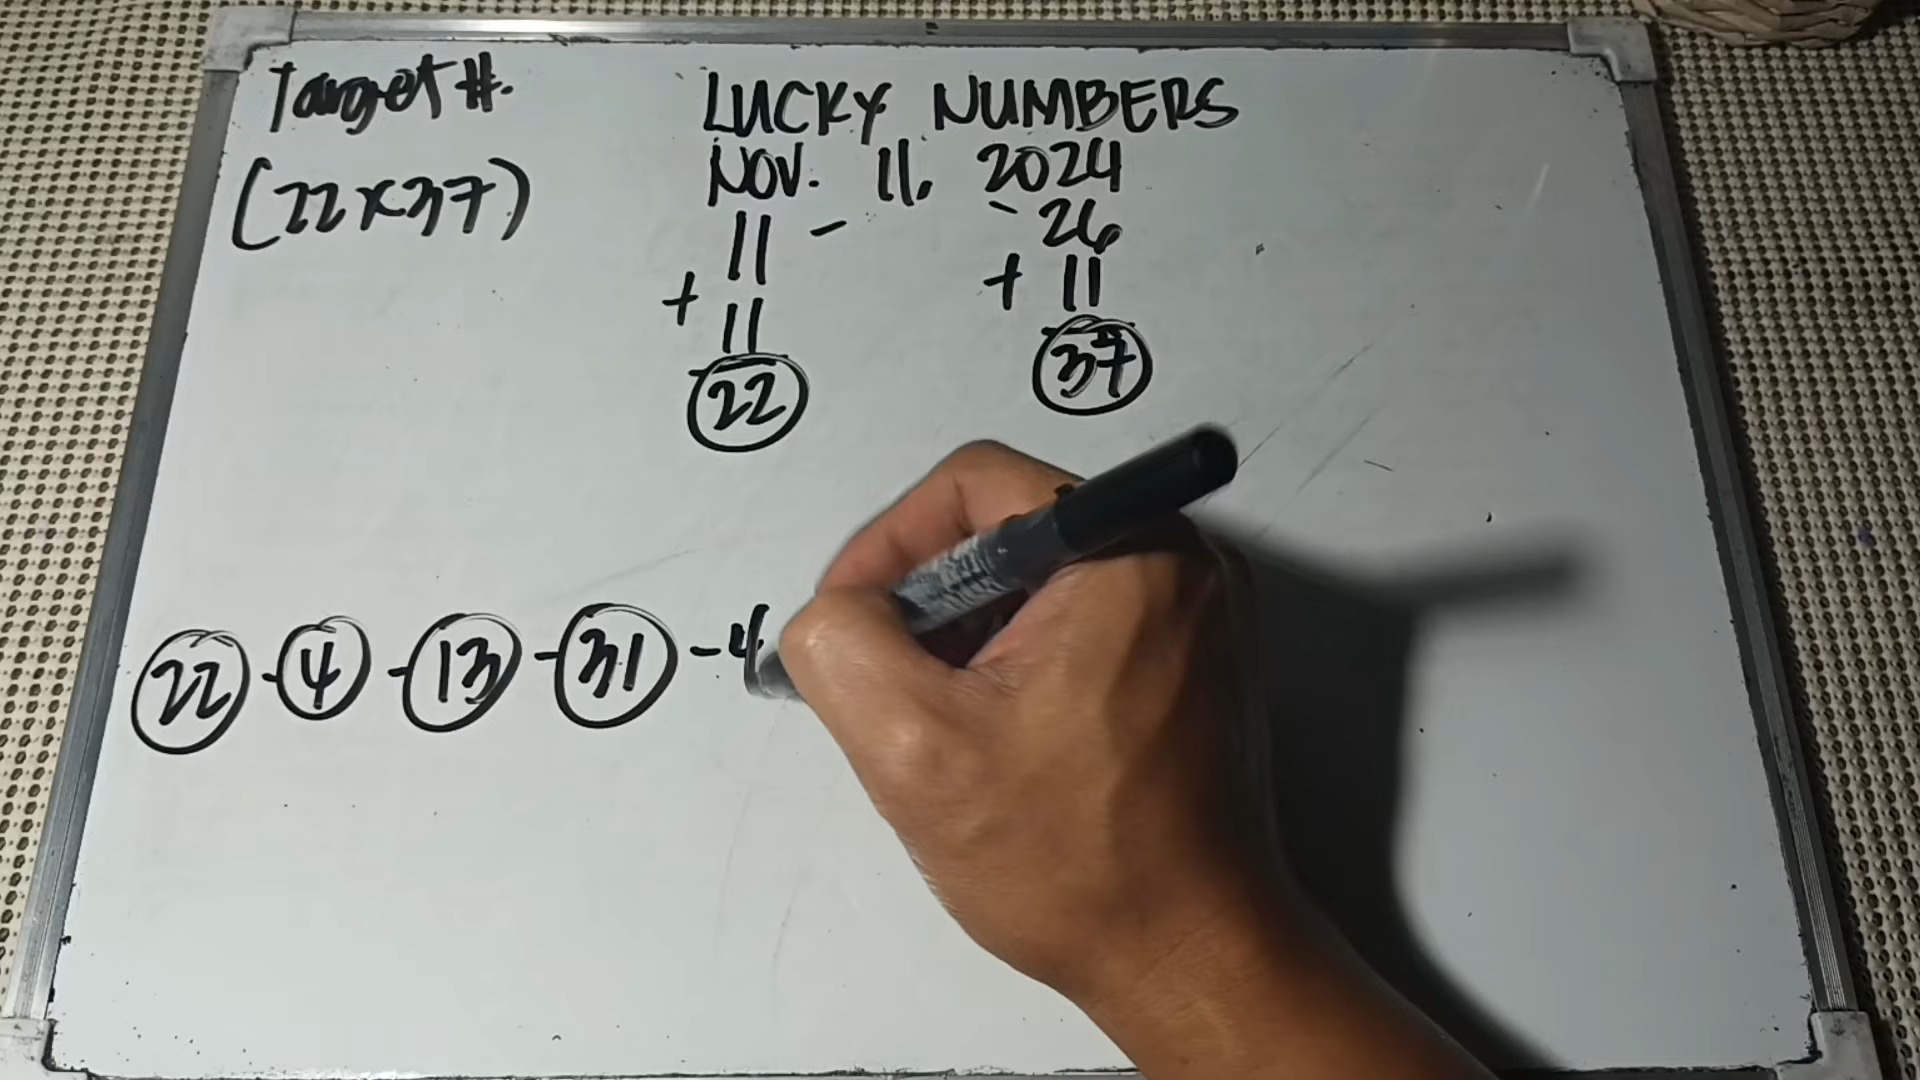 Target #.
(22x37)
LUCKY NUMBERS
NOV. 11, 2024
11 - - 26
+ 11 + 11
22 37
22 - 4 - 13 - 31 - 4